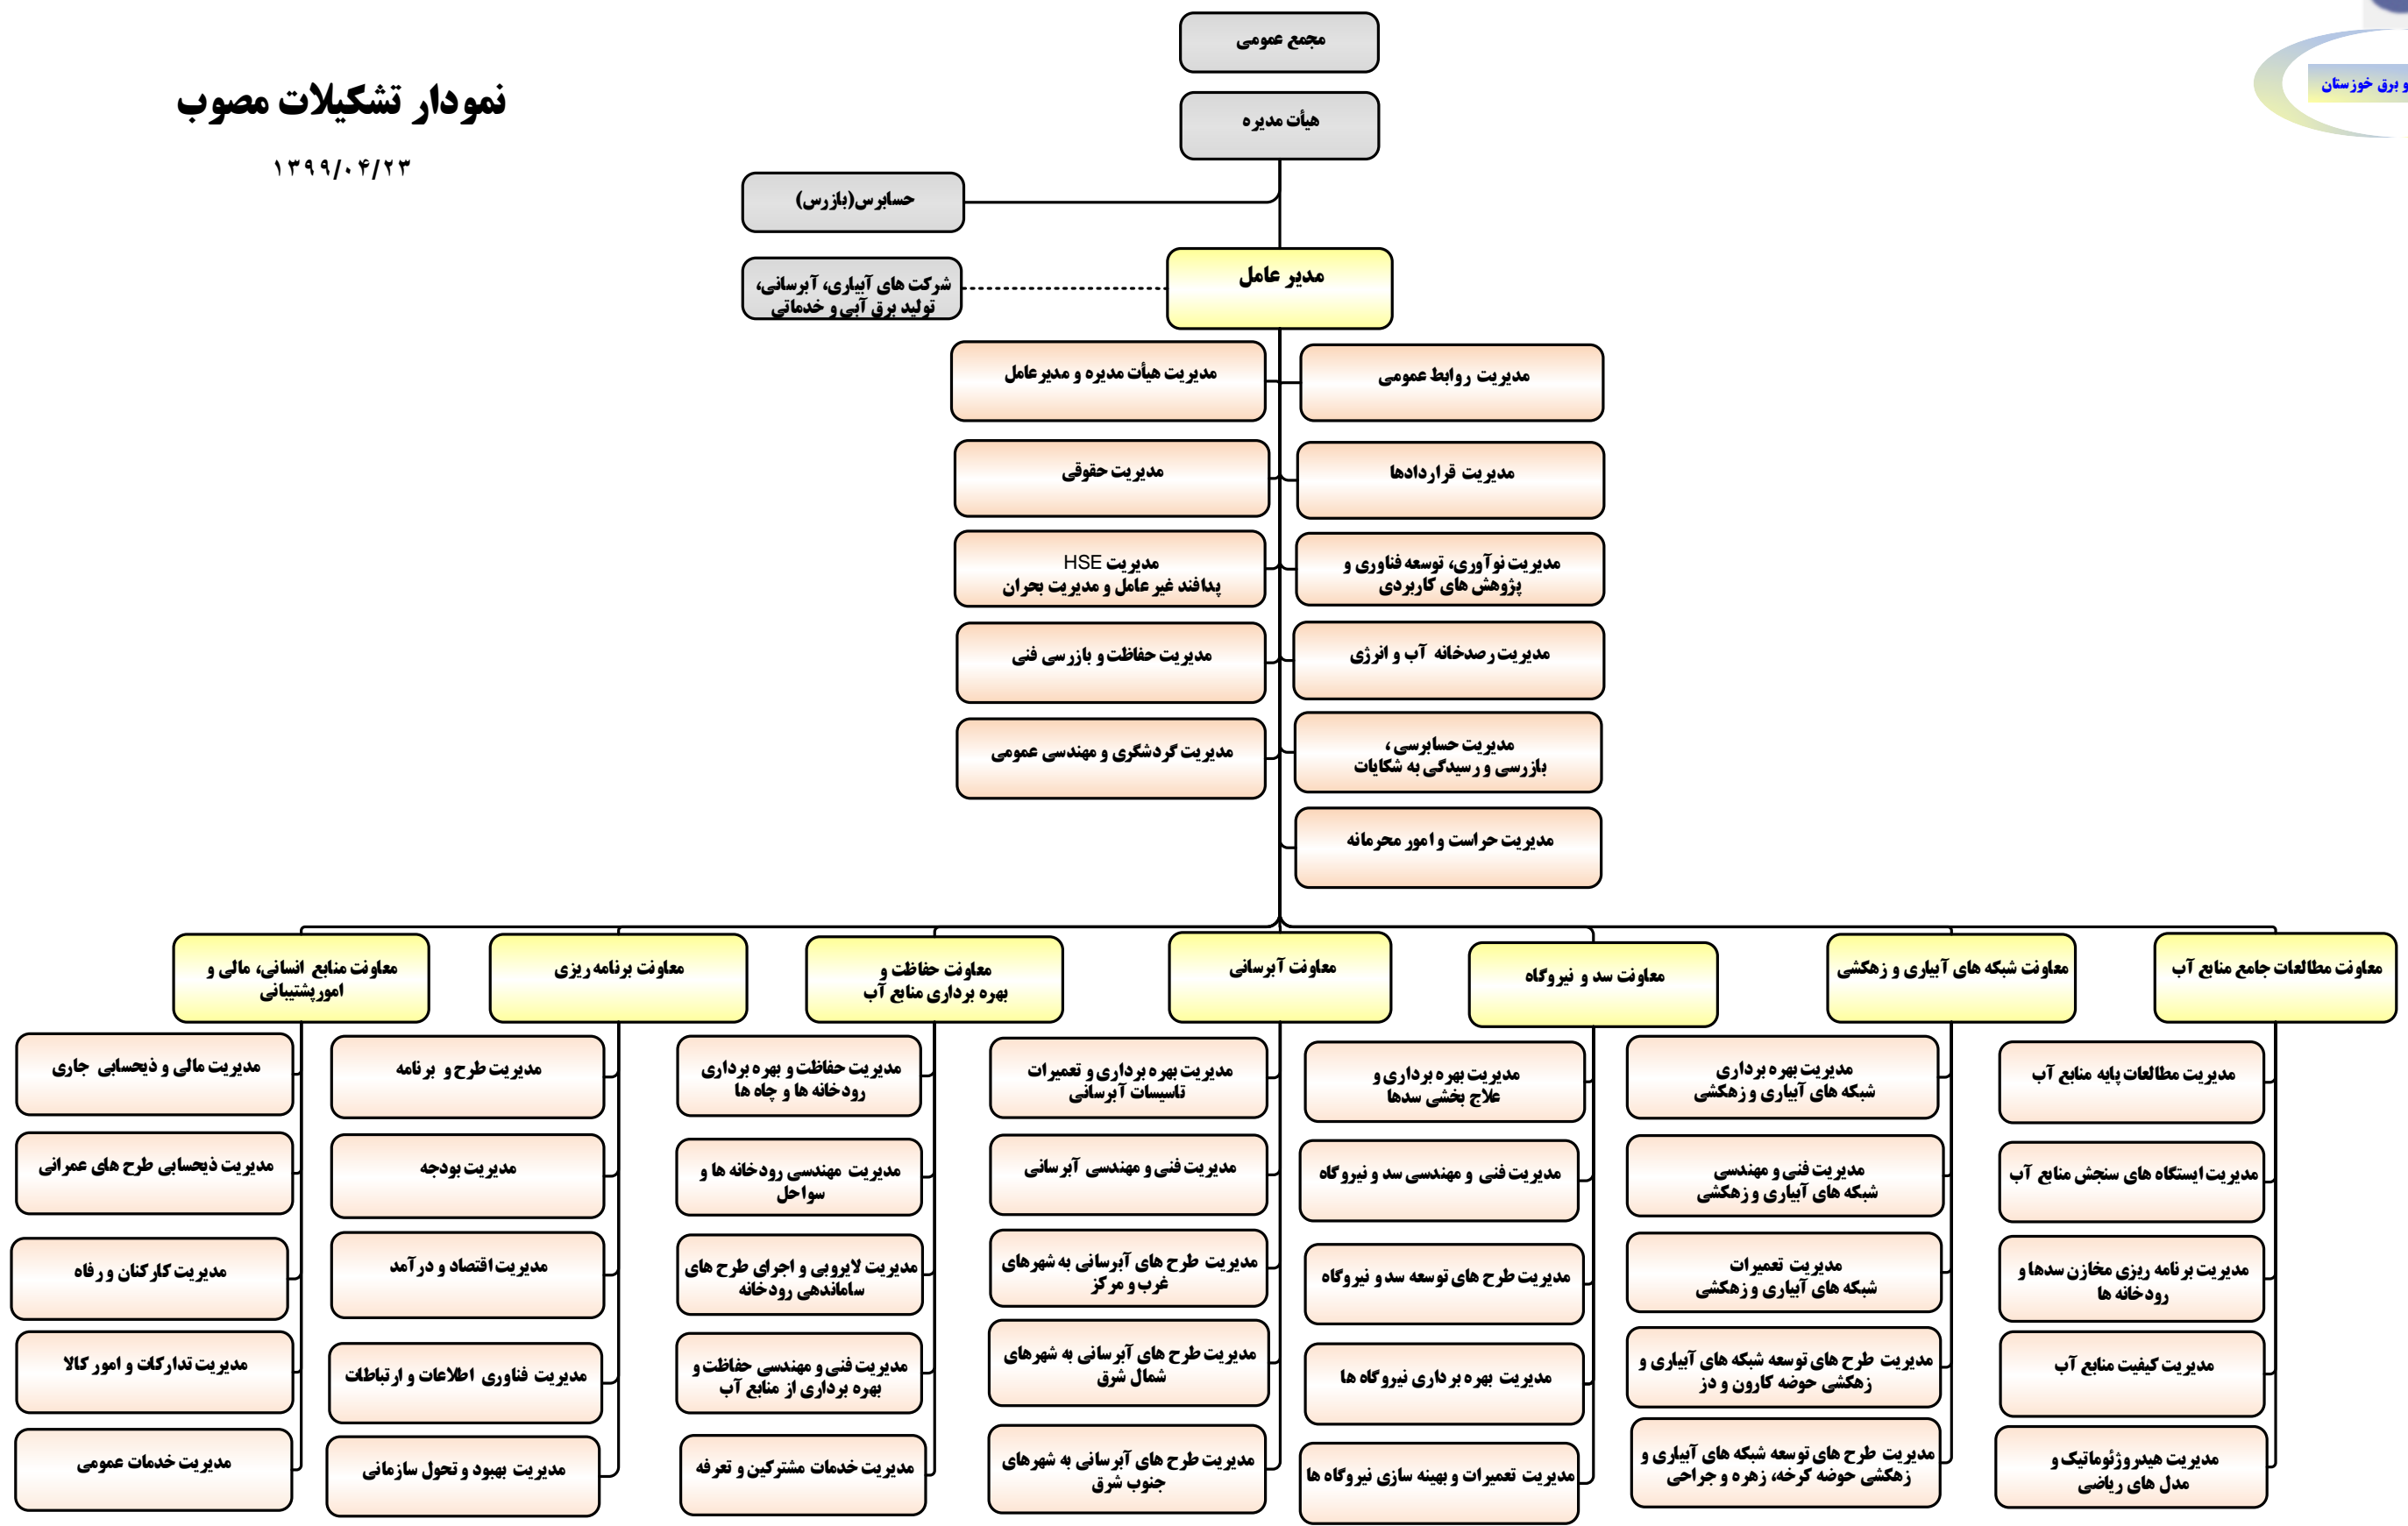 مجمع عمومی
و برق خوزستان
نمودار تشکیلات مصوب
۱۳۹۹/۰۴/۲۳
هیأت مدیره
حسابرس(بازرس)
مدیر عامل
شرکت های آبیاری، آبرسانی،
تولید برق آبی و خدماتی
مدیریت روابط عمومی
مدیریت هیأت مدیره و مدیرعامل
مدیریت قراردادها
مدیریت حقوقی
مدیریت نوآوری، توسعه فناوری و
پژوهش های کاربردی
مدیریت HSE
پدافند غیر عامل و مدیریت بحران
مدیریت رصدخانه آب و انرژی
مدیریت حفاظت و بازرسی فنی
مدیریت حسابرسی ،
بازرسی و رسیدگی به شکایات
مدیریت گردشگری و مهندسی عمومی
مدیریت حراست و امور محرمانه
معاونت مطالعات جامع منابع آب
مدیریت مطالعات پایه منابع آب
مدیریت ایستگاه های سنجش منابع آب
مدیریت برنامه ریزی مخازن سدها و
رودخانه ها
مدیریت کیفیت منابع آب
مدیریت هیدروژئوماتیک و
مدل های ریاضی
معاونت شبکه های آبیاری و زهکشی
مدیریت بهره برداری
شبکه های آبیاری و زهکشی
مدیریت فنی و مهندسی
شبکه های آبیاری و زهکشی
مدیریت تعمیرات
شبکه های آبیاری و زهکشی
مدیریت طرح های توسعه شبکه های آبیاری و
زهکشی حوضه کارون و دز
مدیریت طرح های توسعه شبکه های آبیاری و
زهکشی حوضه کرخه، زهره و جراحی
معاونت سد و نیروگاه
مدیریت بهره برداری و
علاج بخشی سدها
مدیریت فنی و مهندسی سد و نیروگاه
مدیریت طرح های توسعه سد و نیروگاه
مدیریت بهره برداری نیروگاه ها
مدیریت تعمیرات و بهینه سازی نیروگاه ها
معاونت آبرسانی
مدیریت بهره برداری و تعمیرات
تاسیسات آبرسانی
مدیریت فنی و مهندسی آبرسانی
مدیریت طرح های آبرسانی به شهرهای
غرب و مرکز
مدیریت طرح های آبرسانی به شهرهای
شمال شرق
مدیریت طرح های آبرسانی به شهرهای
جنوب شرق
معاونت حفاظت و
بهره برداری منابع آب
مدیریت حفاظت و بهره برداری
رودخانه ها و چاه ها
مدیریت مهندسی رودخانه ها و
سواحل
مدیریت لایروبی و اجرای طرح های
ساماندهی رودخانه
مدیریت فنی و مهندسی حفاظت و
بهره برداری از منابع آب
مدیریت خدمات مشترکین و تعرفه
معاونت برنامه ریزی
مدیریت طرح و برنامه
مدیریت بودجه
مدیریت اقتصاد و درآمد
مدیریت فناوری اطلاعات و ارتباطات
مدیریت بهبود و تحول سازمانی
معاونت منابع انسانی، مالی و
امورپشتیبانی
مدیریت مالی و ذیحسابی جاری
مدیریت ذیحسابی طرح های عمرانی
مدیریت کارکنان و رفاه
مدیریت تدارکات و امور کالا
مدیریت خدمات عمومی